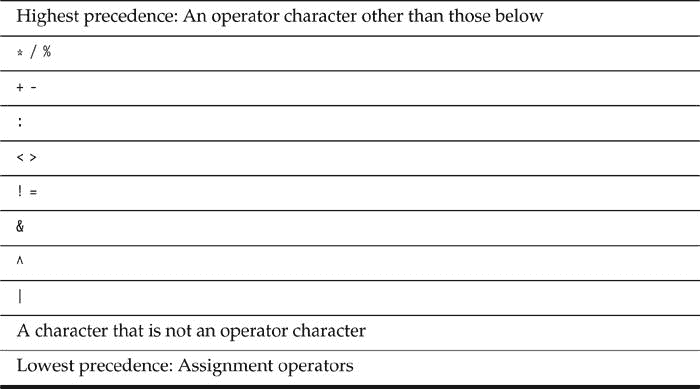 Highest precedence: An operator character other than those below
* / %
+ -
:
< >
! =
&
^
|
A character that is not an operator character
Lowest precedence: Assignment operators